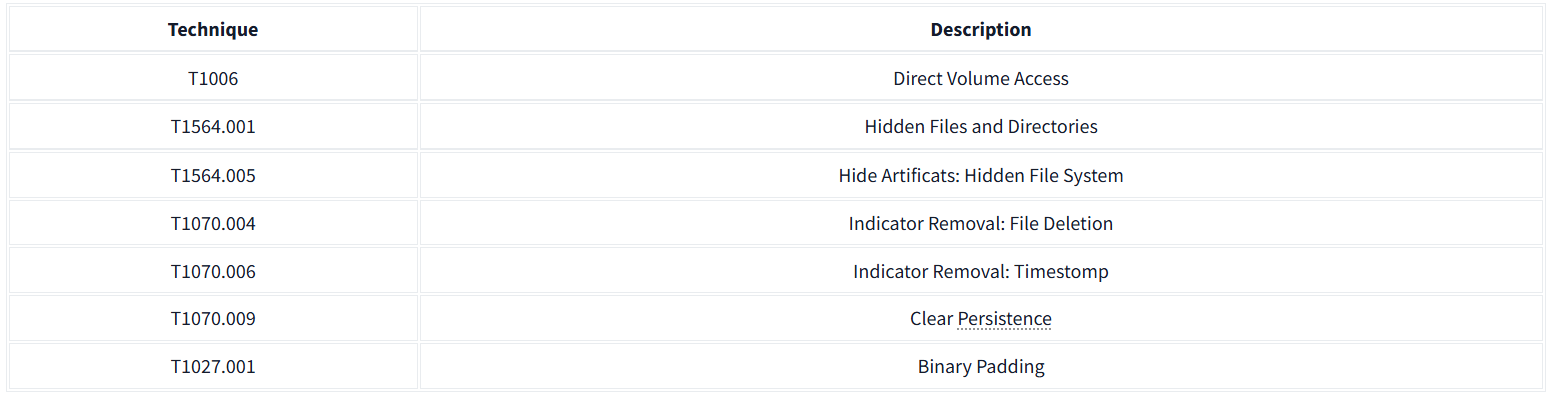 Technique Description
T1006 Direct Volume Access
T1564.001 Hidden Files and Directories
T1564.005 Hide Artificats: Hidden File System
T1070.004 Indicator Removal: File Deletion
T1070.006 Indicator Removal: Timestomp
T1070.009 Clear Persistence
T1027.001 Binary Padding